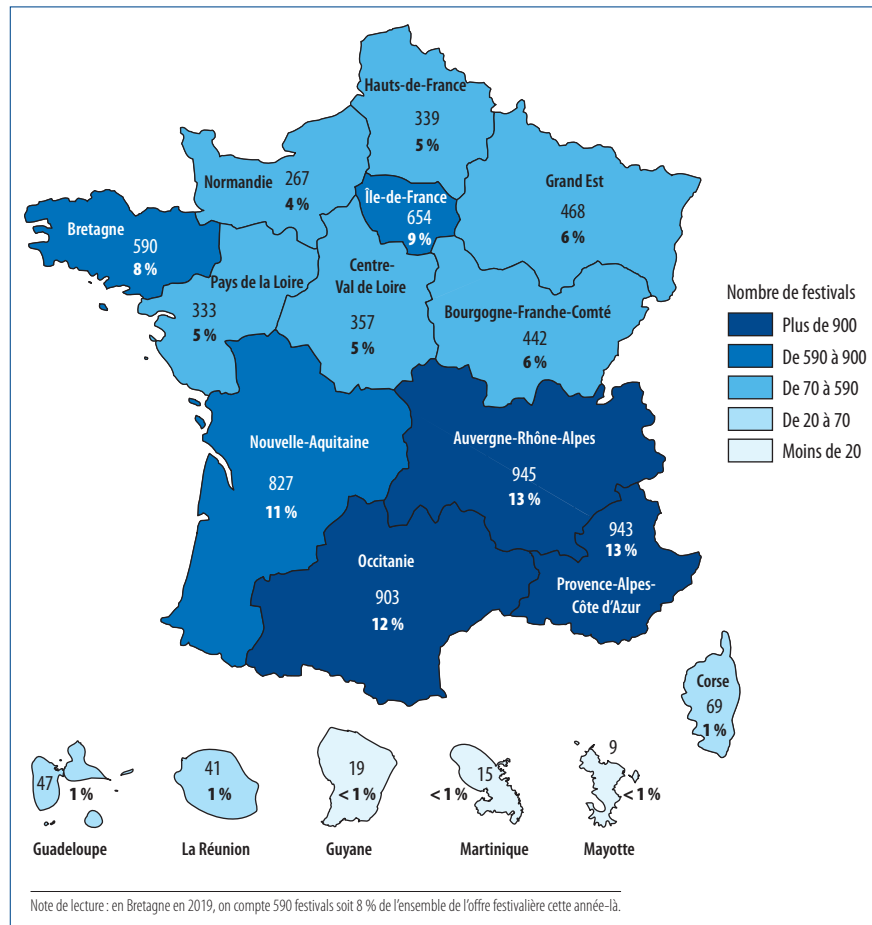 Hauts-de-France
339
5 %
Normandie
267
4 %
Île-de-France
654
9 %
Grand Est
468
6 %
Bretagne
590
8 %
Pays de la Loire
333
5 %
Centre-
Val de Loire
357
5 %
Bourgogne-Franche-Comté
442
6 %
Nombre de festivals
Plus de 900
De 590 à 900
De 70 à 590
De 20 à 70
Moins de 20
Nouvelle-Aquitaine
827
11 %
Auvergne-Rhône-Alpes
945
13 %
943
13 %
Provence-Alpes-
Côte d'Azur
Occitanie
903
12 %
Corse
69
1 %
47
1 %
Guadeloupe
41
1 %
La Réunion
19
< 1 %
Guyane
15
< 1 %
Martinique
9
< 1 %
Mayotte
Note de lecture : en Bretagne en 2019, on compte 590 festivals soit 8 % de l'ensemble de l'offre festivalière cette année-là.